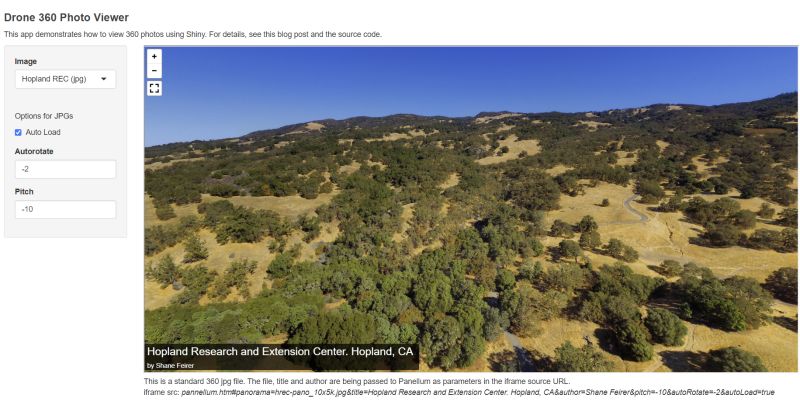 Drone 360 Photo Viewer
This app demonstrates how to view 360 photos using Shiny. For details, see this blog post and the source code.
Image
Hopland REC (jpg)
Options for JPGs
Auto Load
Autorotate
-2
Pitch
-10
+
−
Hopland Research and Extension Center. Hopland, CA
by Shane Feirer
This is a standard 360 jpg file. The file, title and author are being passed to Panellum as parameters in the iframe source URL.
Iframe src: pannellum.htm#panorama=hrec-pano_10x5k.jpg&title=Hopland Research and Extension Center. Hopland, CA&author=Shane Feirer&pitch=-10&autoRotate=-2&autoLoad=true